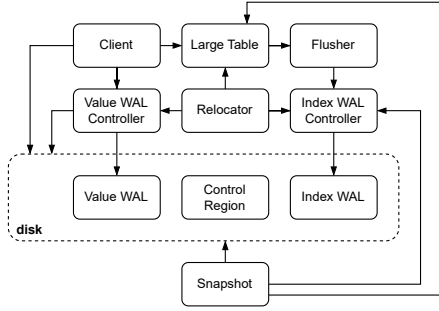 Client
Large Table
Flusher
Value WAL
Controller
Relocator
Index WAL
Controller
Value WAL
Control
Region
Index WAL
disk
Snapshot